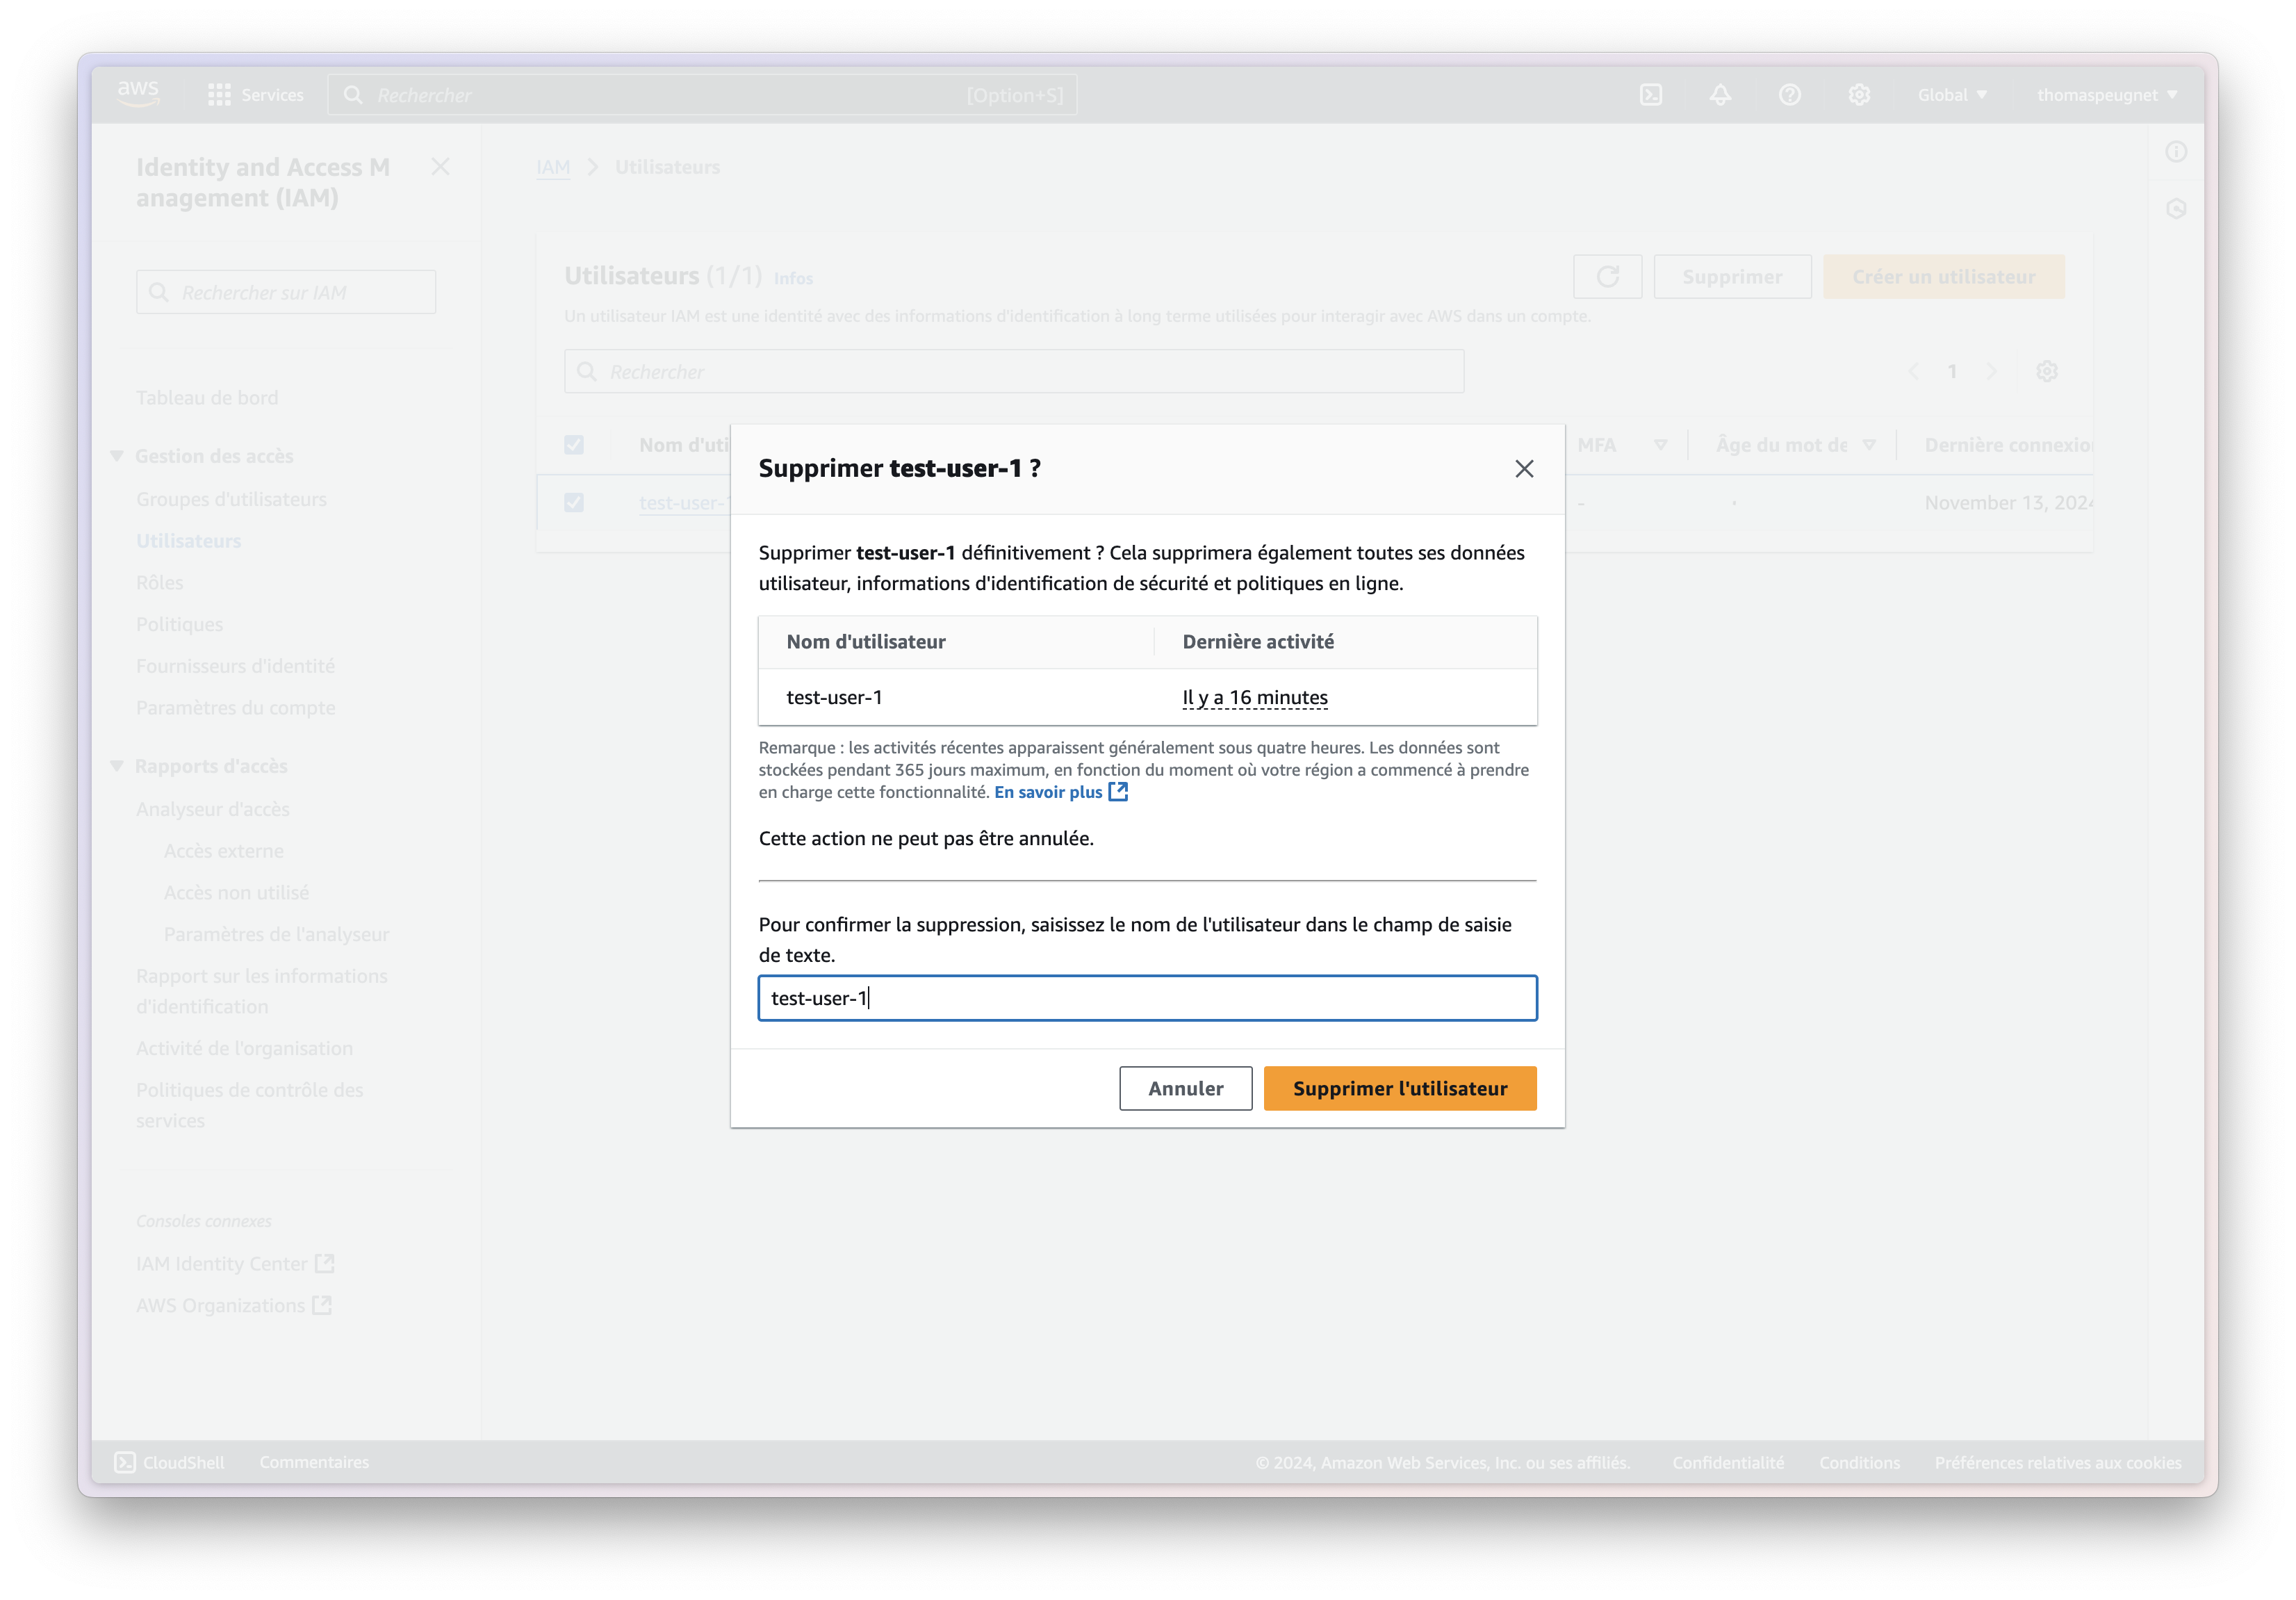 aws
Services
Rechercher
[Option+S]
Global
thomaspeugnet
Identity and Access M
anagement (IAM)
Rechercher sur IAM
Tableau de bord
Gestion des accès
Groupes d'utilisateurs
Utilisateurs
Rôles
Politiques
Fournisseurs d'identité
Paramètres du compte
Rapports d'accès
Analyseur d'accès
Accès externe
Accès non utilisé
Paramètres de l'analyseur
Rapport sur les informations
d'identification
Activité de l'organisation
Politiques de contrôle des
services
Consoles connexes
IAM Identity Center
AWS Organizations
IAM
Utilisateurs
Utilisateurs (1/1) Infos
Supprimer
Créer un utilisateur
Un utilisateur IAM est une identité avec des informations d'identification à long terme utilisées pour interagir avec AWS dans un compte.
Rechercher
1
Nom d'uti
MFA
Âge du mot de
Dernière connexion
test-user-1
-
November 13, 2024
Supprimer test-user-1 ?
Supprimer test-user-1 définitivement ? Cela supprimera également toutes ses données
utilisateur, informations d'identification de sécurité et politiques en ligne.
Nom d'utilisateur
Dernière activité
test-user-1
Il y a 16 minutes
Remarque : les activités récentes apparaissent généralement sous quatre heures. Les données sont
stockées pendant 365 jours maximum, en fonction du moment où votre région a commencé à prendre
en charge cette fonctionnalité. En savoir plus
Cette action ne peut pas être annulée.
Pour confirmer la suppression, saisissez le nom de l'utilisateur dans le champ de saisie
de texte.
test-user-1
Annuler
Supprimer l'utilisateur
CloudShell
Commentaires
© 2024, Amazon Web Services, Inc. ou ses affiliés.
Confidentialité
Conditions
Préférences relatives aux cookies